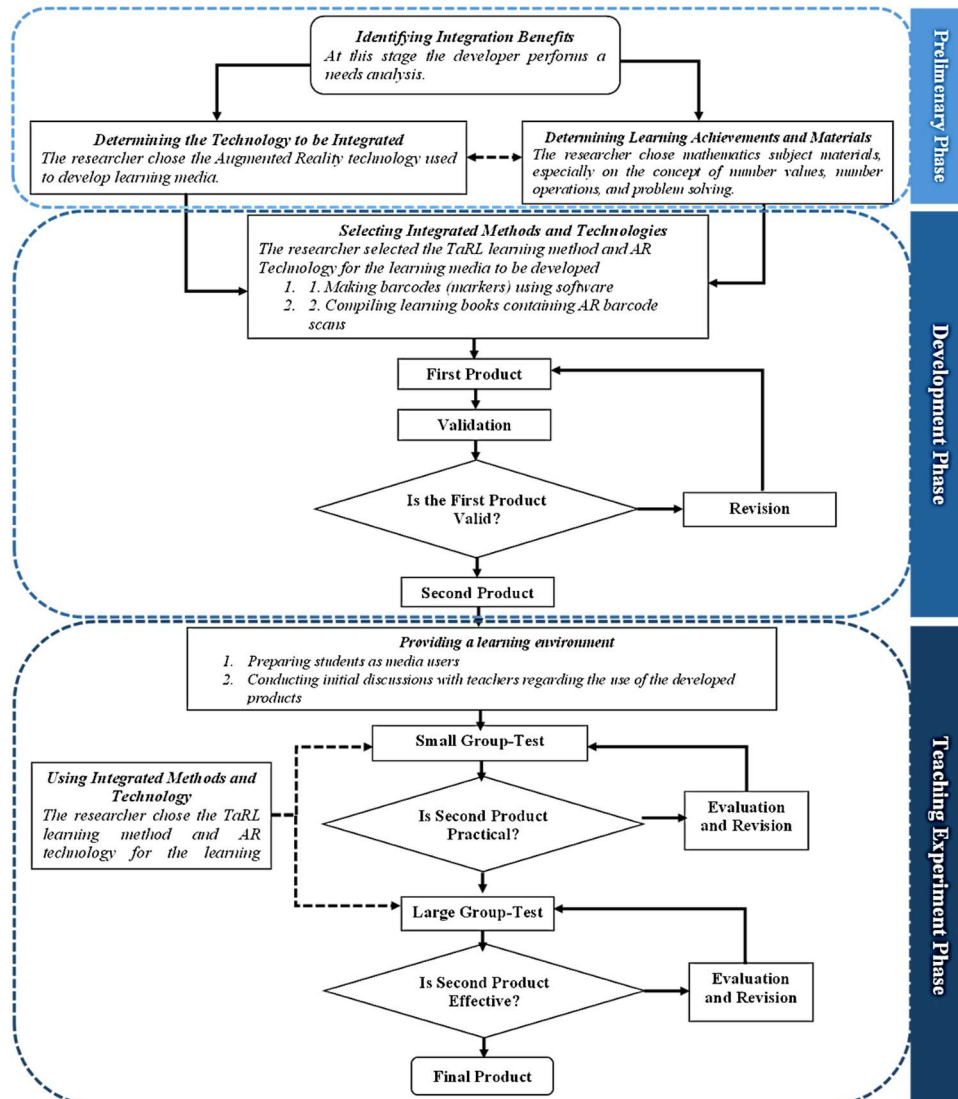 Identifying Integration Benefits
At this stage the developer performs a
needs analysis.
Determining the Technology to be Integrated
The researcher chose the Augmented Reality technology used
to develop learning media.
Determining Learning Achievements and Materials
The researcher chose mathematics subject materials,
especially on the concept of number values, number
operations, and problem solving.
Prelimenary Phase
Selecting Integrated Methods and Technologies
The researcher selected the TaRL learning method and AR
Technology for the learning media to be developed
1. 1. Making barcodes (markers) using software
2. 2. Compiling learning books containing AR barcode
scans
First Product
Validation
Is the First Product
Valid?
Revision
Second Product
Development Phase
Providing a learning environment
1. Preparing students as media users
2. Conducting initial discussions with teachers regarding the use of the developed
products
Small Group-Test
Using Integrated Methods and
Technology
The researcher chose the TaRL
learning method and AR
technology for the learning
Is Second Product
Practical?
Evaluation
and Revision
Large Group-Test
Is Second Product
Effective?
Evaluation
and Revision
Final Product
Teaching Experiment Phase